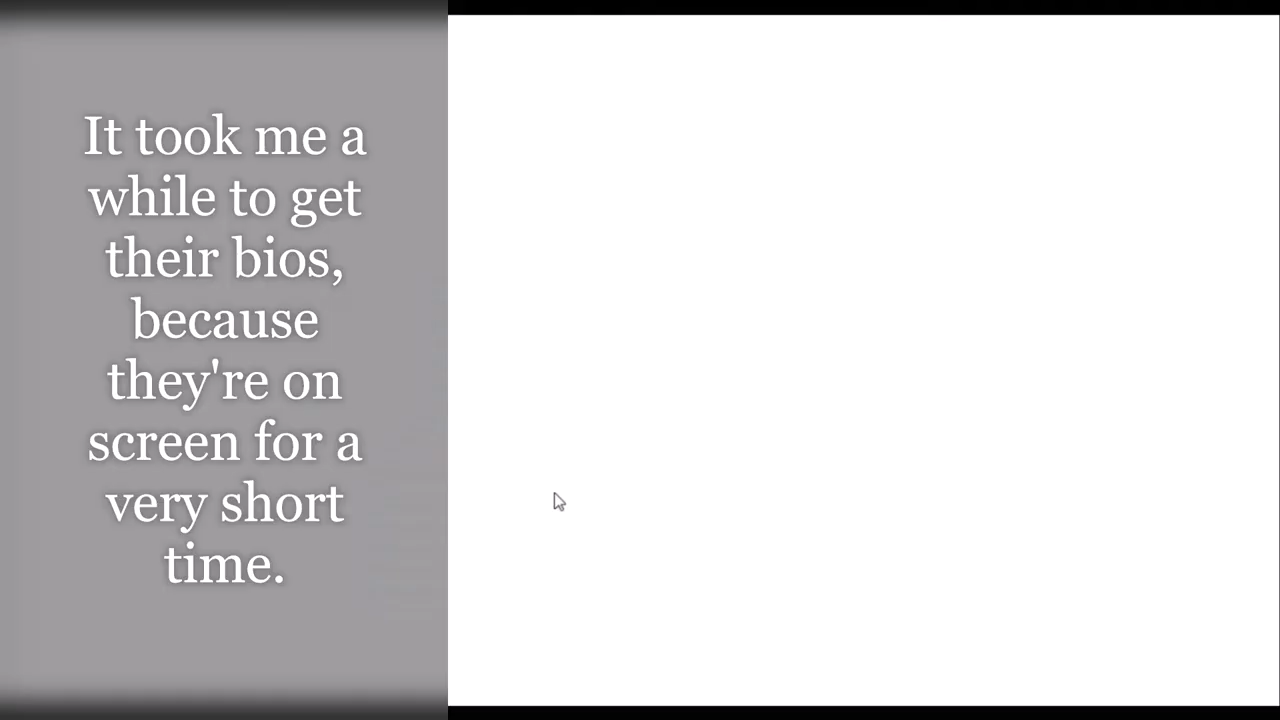 It took me a
while to get
their bios,
because
they're on
screen for a
very short
time.